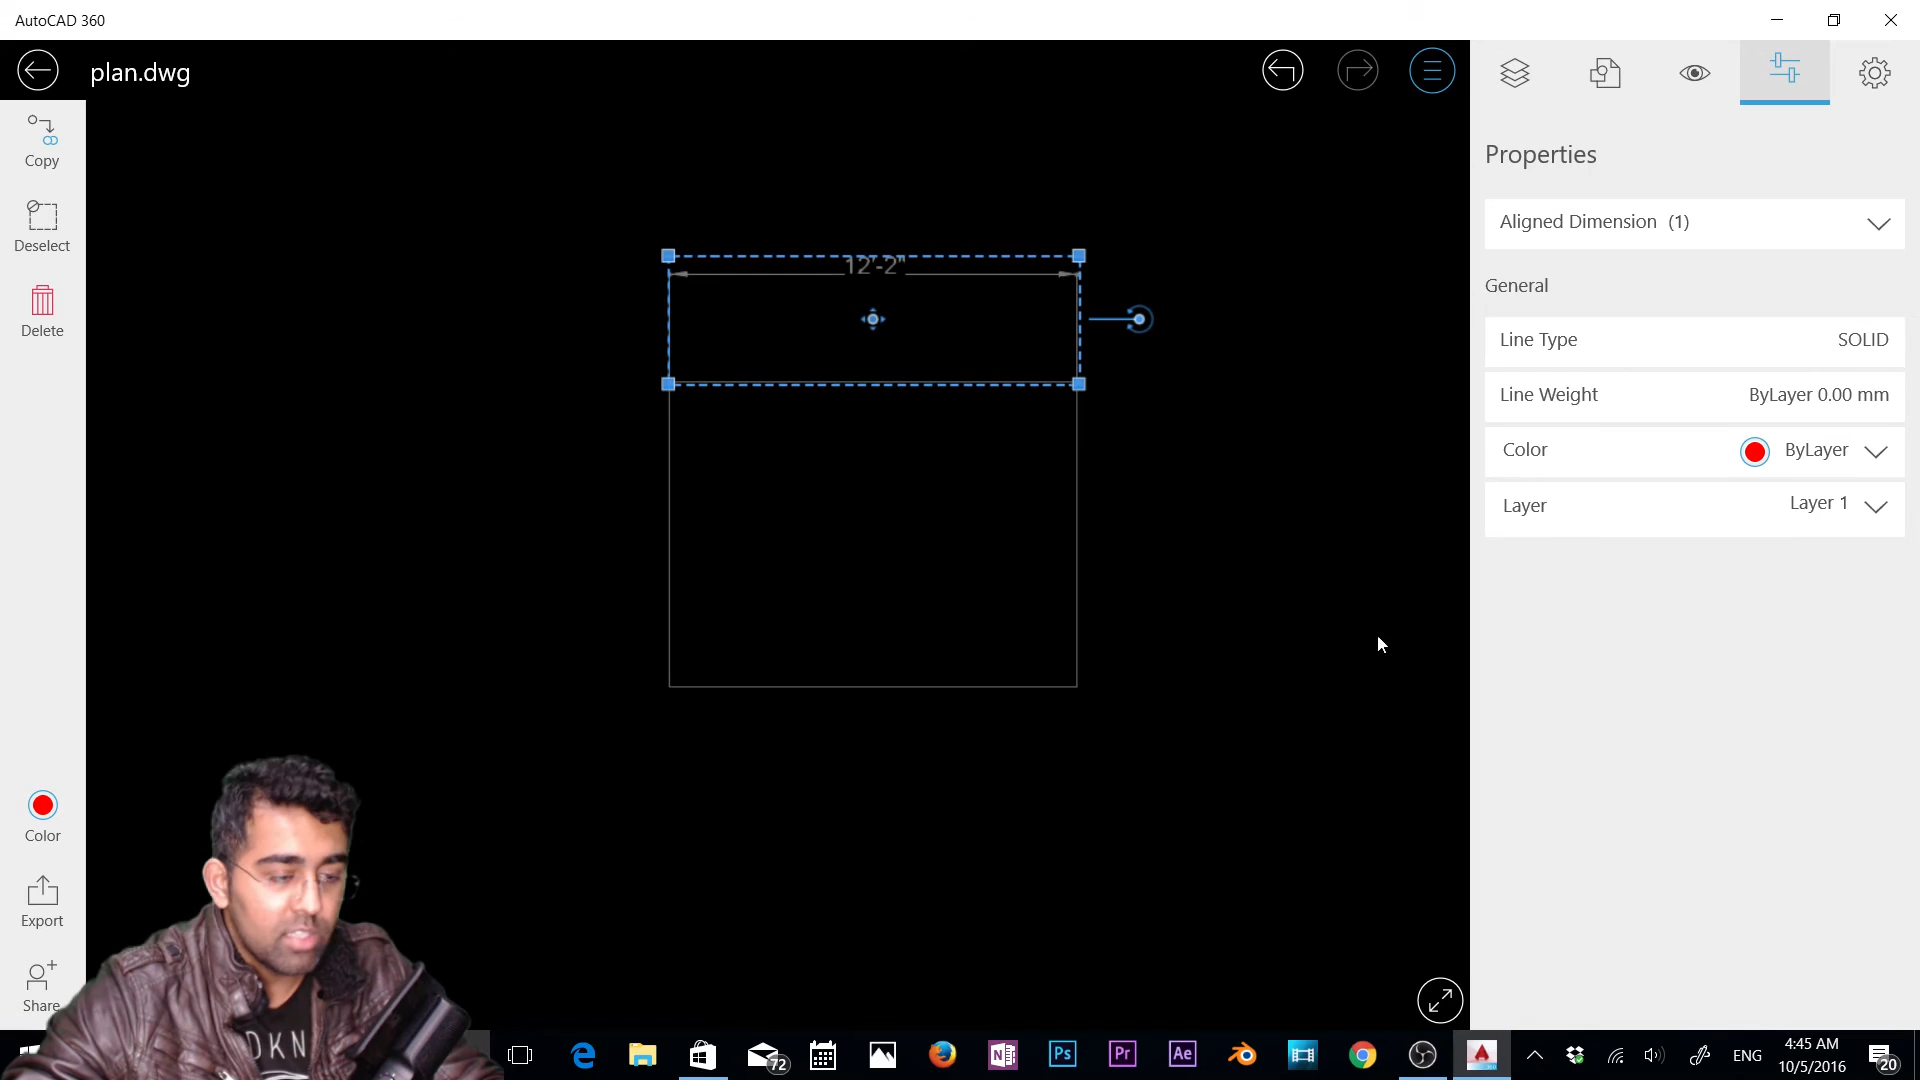 AutoCAD 360
plan.dwg
Copy
Deselect
Delete
Color
Export
Share
12'-2"
Properties
Aligned Dimension (1)
General
Line Type SOLID
Line Weight ByLayer 0.00 mm
Color ByLayer
Layer Layer 1
DKN
72
N
Ps
Pr
Ae
ENG
4:45 AM
10/5/2016
20